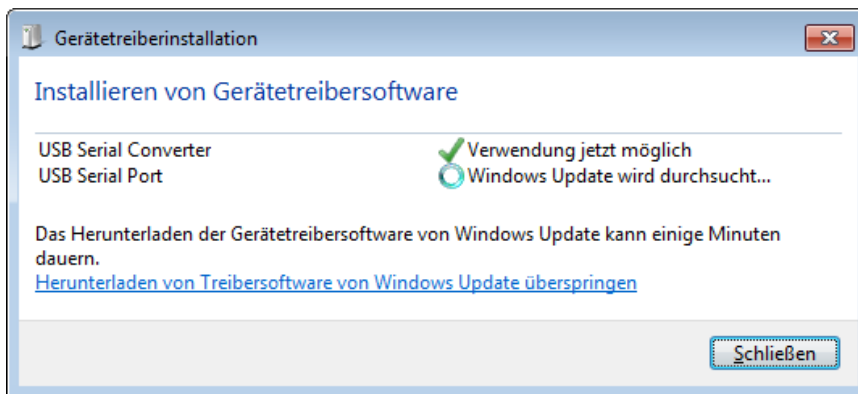 Gerätetreiberinstallation
Installieren von Gerätetreibersoftware
USB Serial Converter Verwendung jetzt möglich
USB Serial Port Windows Update wird durchsucht...
Das Herunterladen der Gerätetreibersoftware von Windows Update kann einige Minuten
dauern.
Herunterladen von Treibersoftware von Windows Update überspringen
Schließen